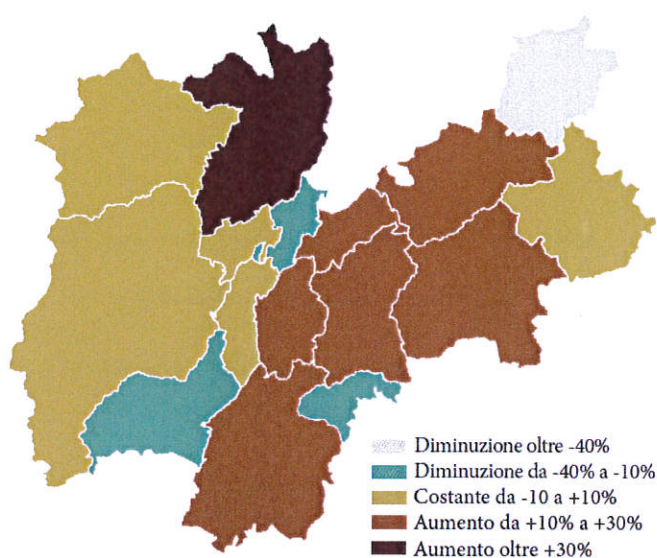 Diminuzione oltre -40%
Diminuzione da -40% a -10%
Costante da -10 a +10%
Aumento da +10% a +30%
Aumento oltre +30%